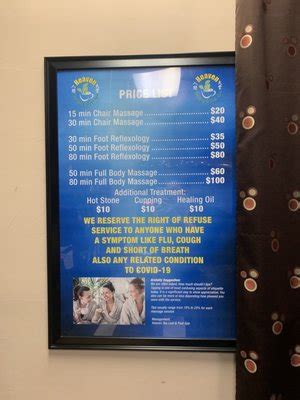 Heaven
Heaven
PRICE LIST
15 min Chair Massage $20
30 min Chair Massage $40
30 min Foot Reflexology $35
50 min Foot Reflexology $50
80 min Foot Reflexology $80
50 min Full Body Massage $60
80 min Full Body Massage $100
Additional Treatment:
Hot Stone Cupping Healing Oil
$10 $10 $10
WE RESERVE THE RIGHT OF REFUSE
SERVICE TO ANYONE WHO HAVE
A SYMPTOM LIKE FLU, COUGH
AND SHORT OF BREATH
ALSO ANY RELATED CONDITION
TO COVID-19
Management